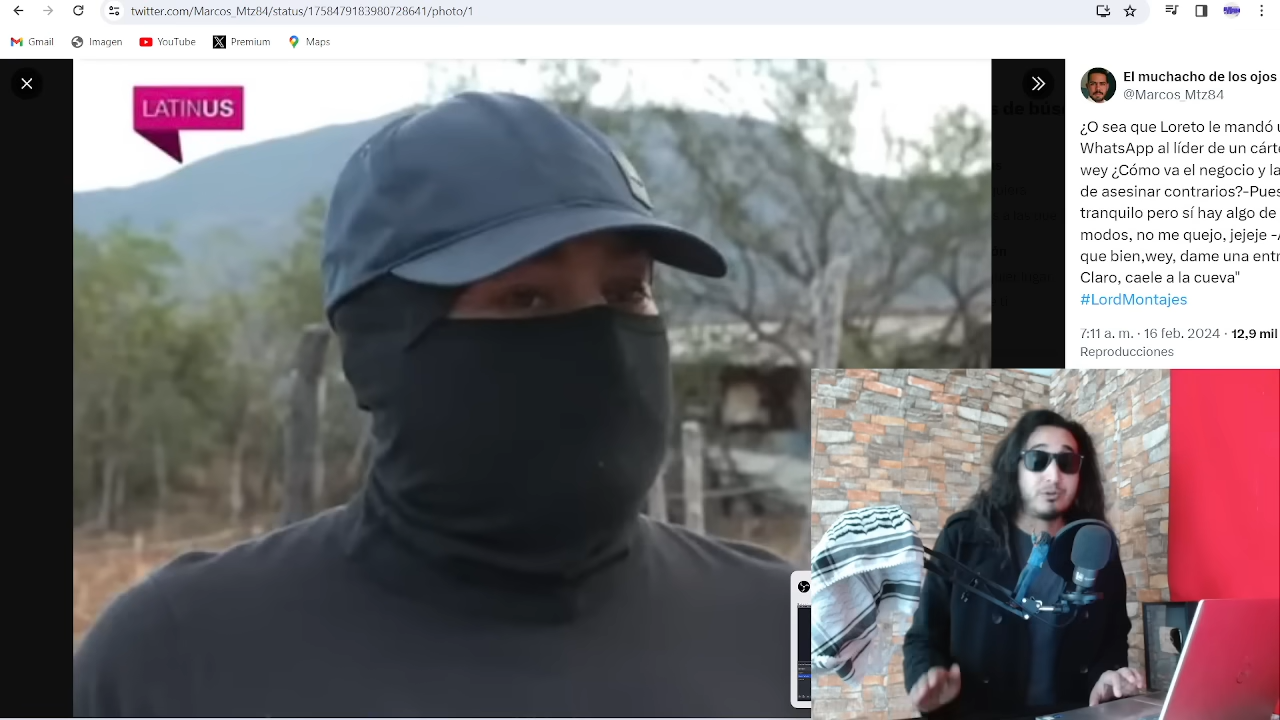 twitter.com/Marcos_Mtz84/status/1758479183980728641/photo/1
Gmail
Imagen
YouTube
Premium
Maps
LATINUS
El muchacho de los ojos
@Marcos_Mtz84
¿O sea que Loreto le mandó
WhatsApp al líder de un cárt
wey ¿Cómo va el negocio y la
de asesinar contrarios?-Pue
tranquilo pero sí hay algo de
modos, no me quejo, jejeje -A
que bien,wey, dame una entr
Claro, caele a la cueva"
#LordMontajes
7:11 a. m. · 16 feb. 2024 · 12,9 mil
Reproducciones
s de bús